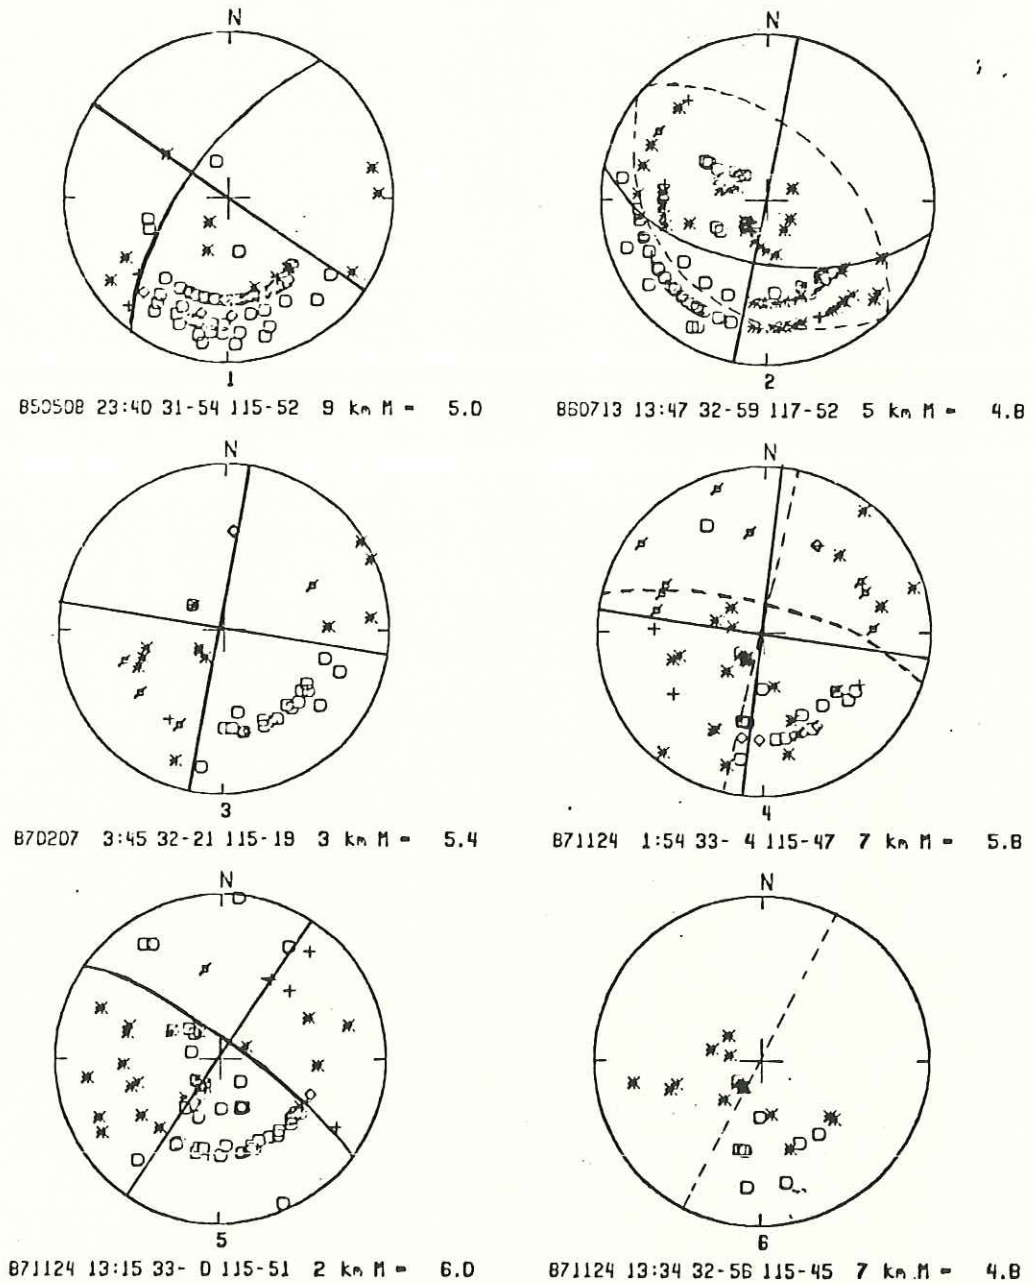 N
N
1
2
850508 23:40 31-54 115-52 9 km M = 5.0
860713 13:47 32-59 117-52 5 km M = 4.8
N
N
3
4
870207 3:45 32-21 115-19 3 km M = 5.4
871124 1:54 33- 4 115-47 7 km M = 5.8
N
N
5
6
871124 13:15 33- 0 115-51 2 km M = 6.0
871124 13:34 32-56 115-45 7 km M = 4.8